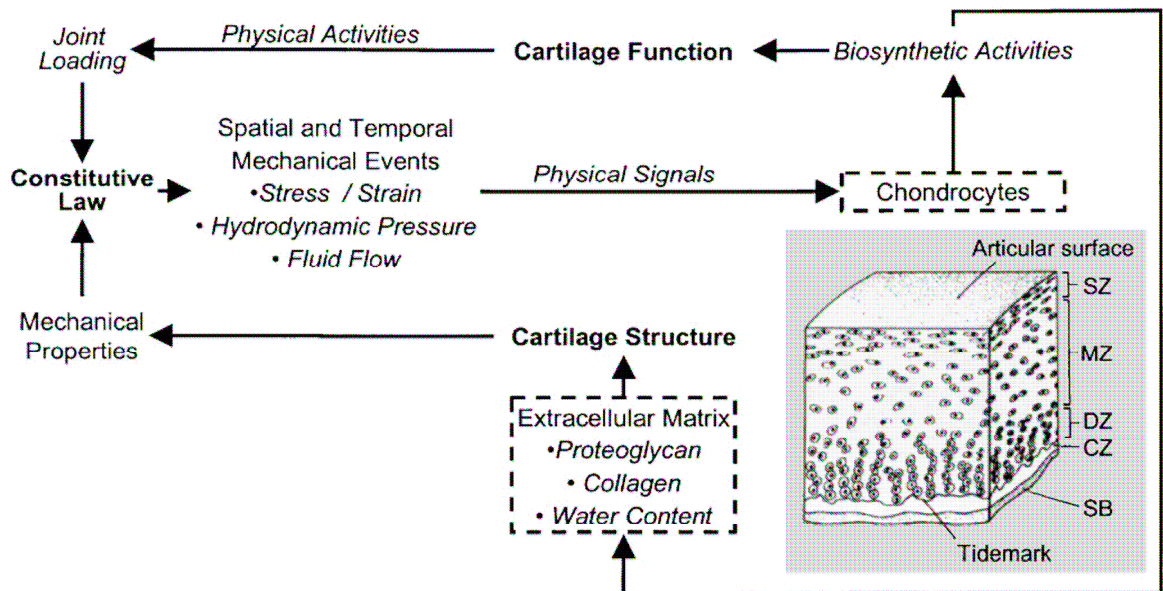 Joint
Loading
Physical Activities
Cartilage Function
Biosynthetic Activities
Spatial and Temporal
Mechanical Events
•Stress / Strain
• Hydrodynamic Pressure
• Fluid Flow
Constitutive
Law
Physical Signals
Chondrocytes
Mechanical
Properties
Cartilage Structure
Extracellular Matrix
•Proteoglycan
• Collagen
• Water Content
Articular surface
SZ
MZ
DZ
CZ
SB
Tidemark